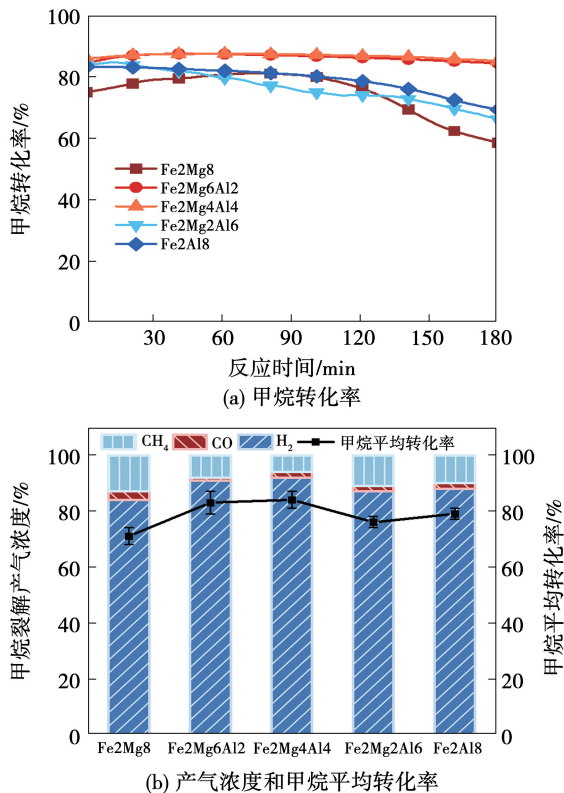 100
80
60
40
20
0
甲烷转化率/%
Fe2Mg8
Fe2Mg6Al2
Fe2Mg4Al4
Fe2Mg2Al6
Fe2Al8
30 60 90 120 150 180
反应时间/min
(a) 甲烷转化率
CH₄ CO H₂ 甲烷平均转化率
100
80
60
40
20
0
甲烷裂解产气浓度/%
100
80
60
40
20
0
甲烷平均转化率/%
Fe2Mg8 Fe2Mg6Al2 Fe2Mg4Al4 Fe2Mg2Al6 Fe2Al8
(b) 产气浓度和甲烷平均转化率